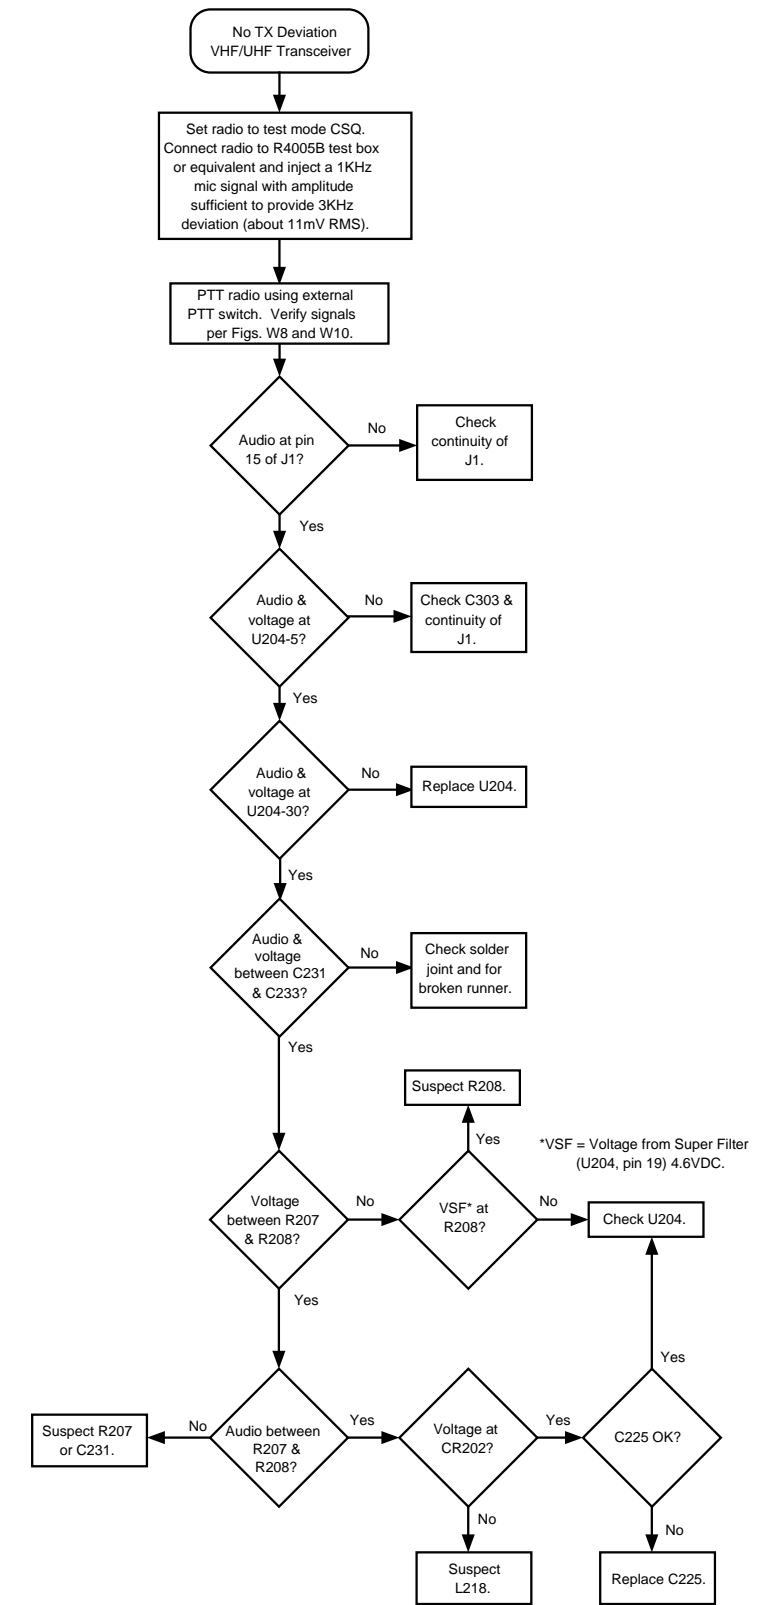 No TX Deviation
VHF/UHF Transceiver
Set radio to test mode CSQ.
Connect radio to R4005B test box
or equivalent and inject a 1KHz
mic signal with amplitude
sufficient to provide 3KHz
deviation (about 11mV RMS).
PTT radio using external
PTT switch. Verify signals
per Figs. W8 and W10.
Audio at pin
15 of J1?
No
Check
continuity of
J1.
Yes
Audio &
voltage at
U204-5?
No
Check C303 &
continuity of
J1.
Yes
Audio &
voltage at
U204-30?
No
Replace U204.
Yes
Audio &
voltage
between C231
& C233?
No
Check solder
joint and for
broken runner.
Yes
Suspect R208.
Yes
*VSF = Voltage from Super Filter
(U204, pin 19) 4.6VDC.
Voltage
between R207
& R208?
No
VSF* at
R208?
No
Check U204.
Yes
Yes
Suspect R207
or C231.
No
Audio between
R207 &
R208?
Yes
Voltage at
CR202?
Yes
C225 OK?
No
No
Suspect
L218.
Replace C225.